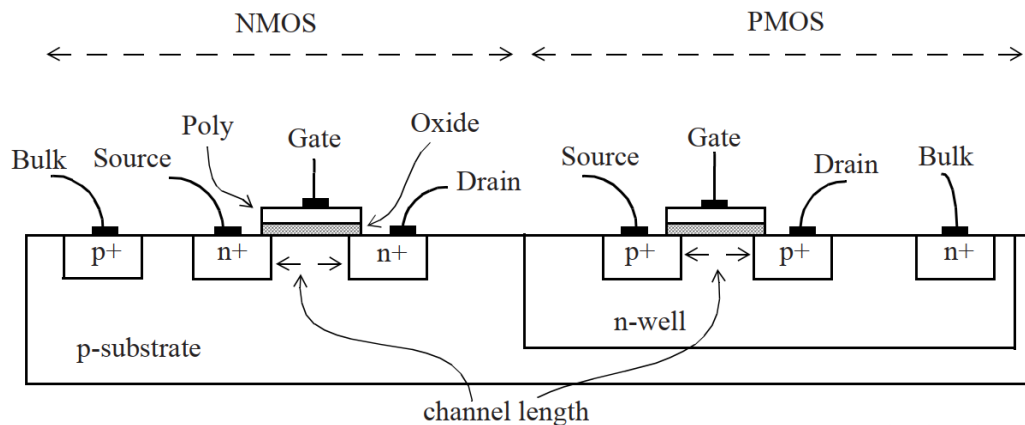 NMOS
PMOS
Poly
Gate
Oxide
Gate
Bulk
Source
Drain
Source
Drain
Bulk
p+
n+
n+
p+
p+
n+
n-well
p-substrate
channel length